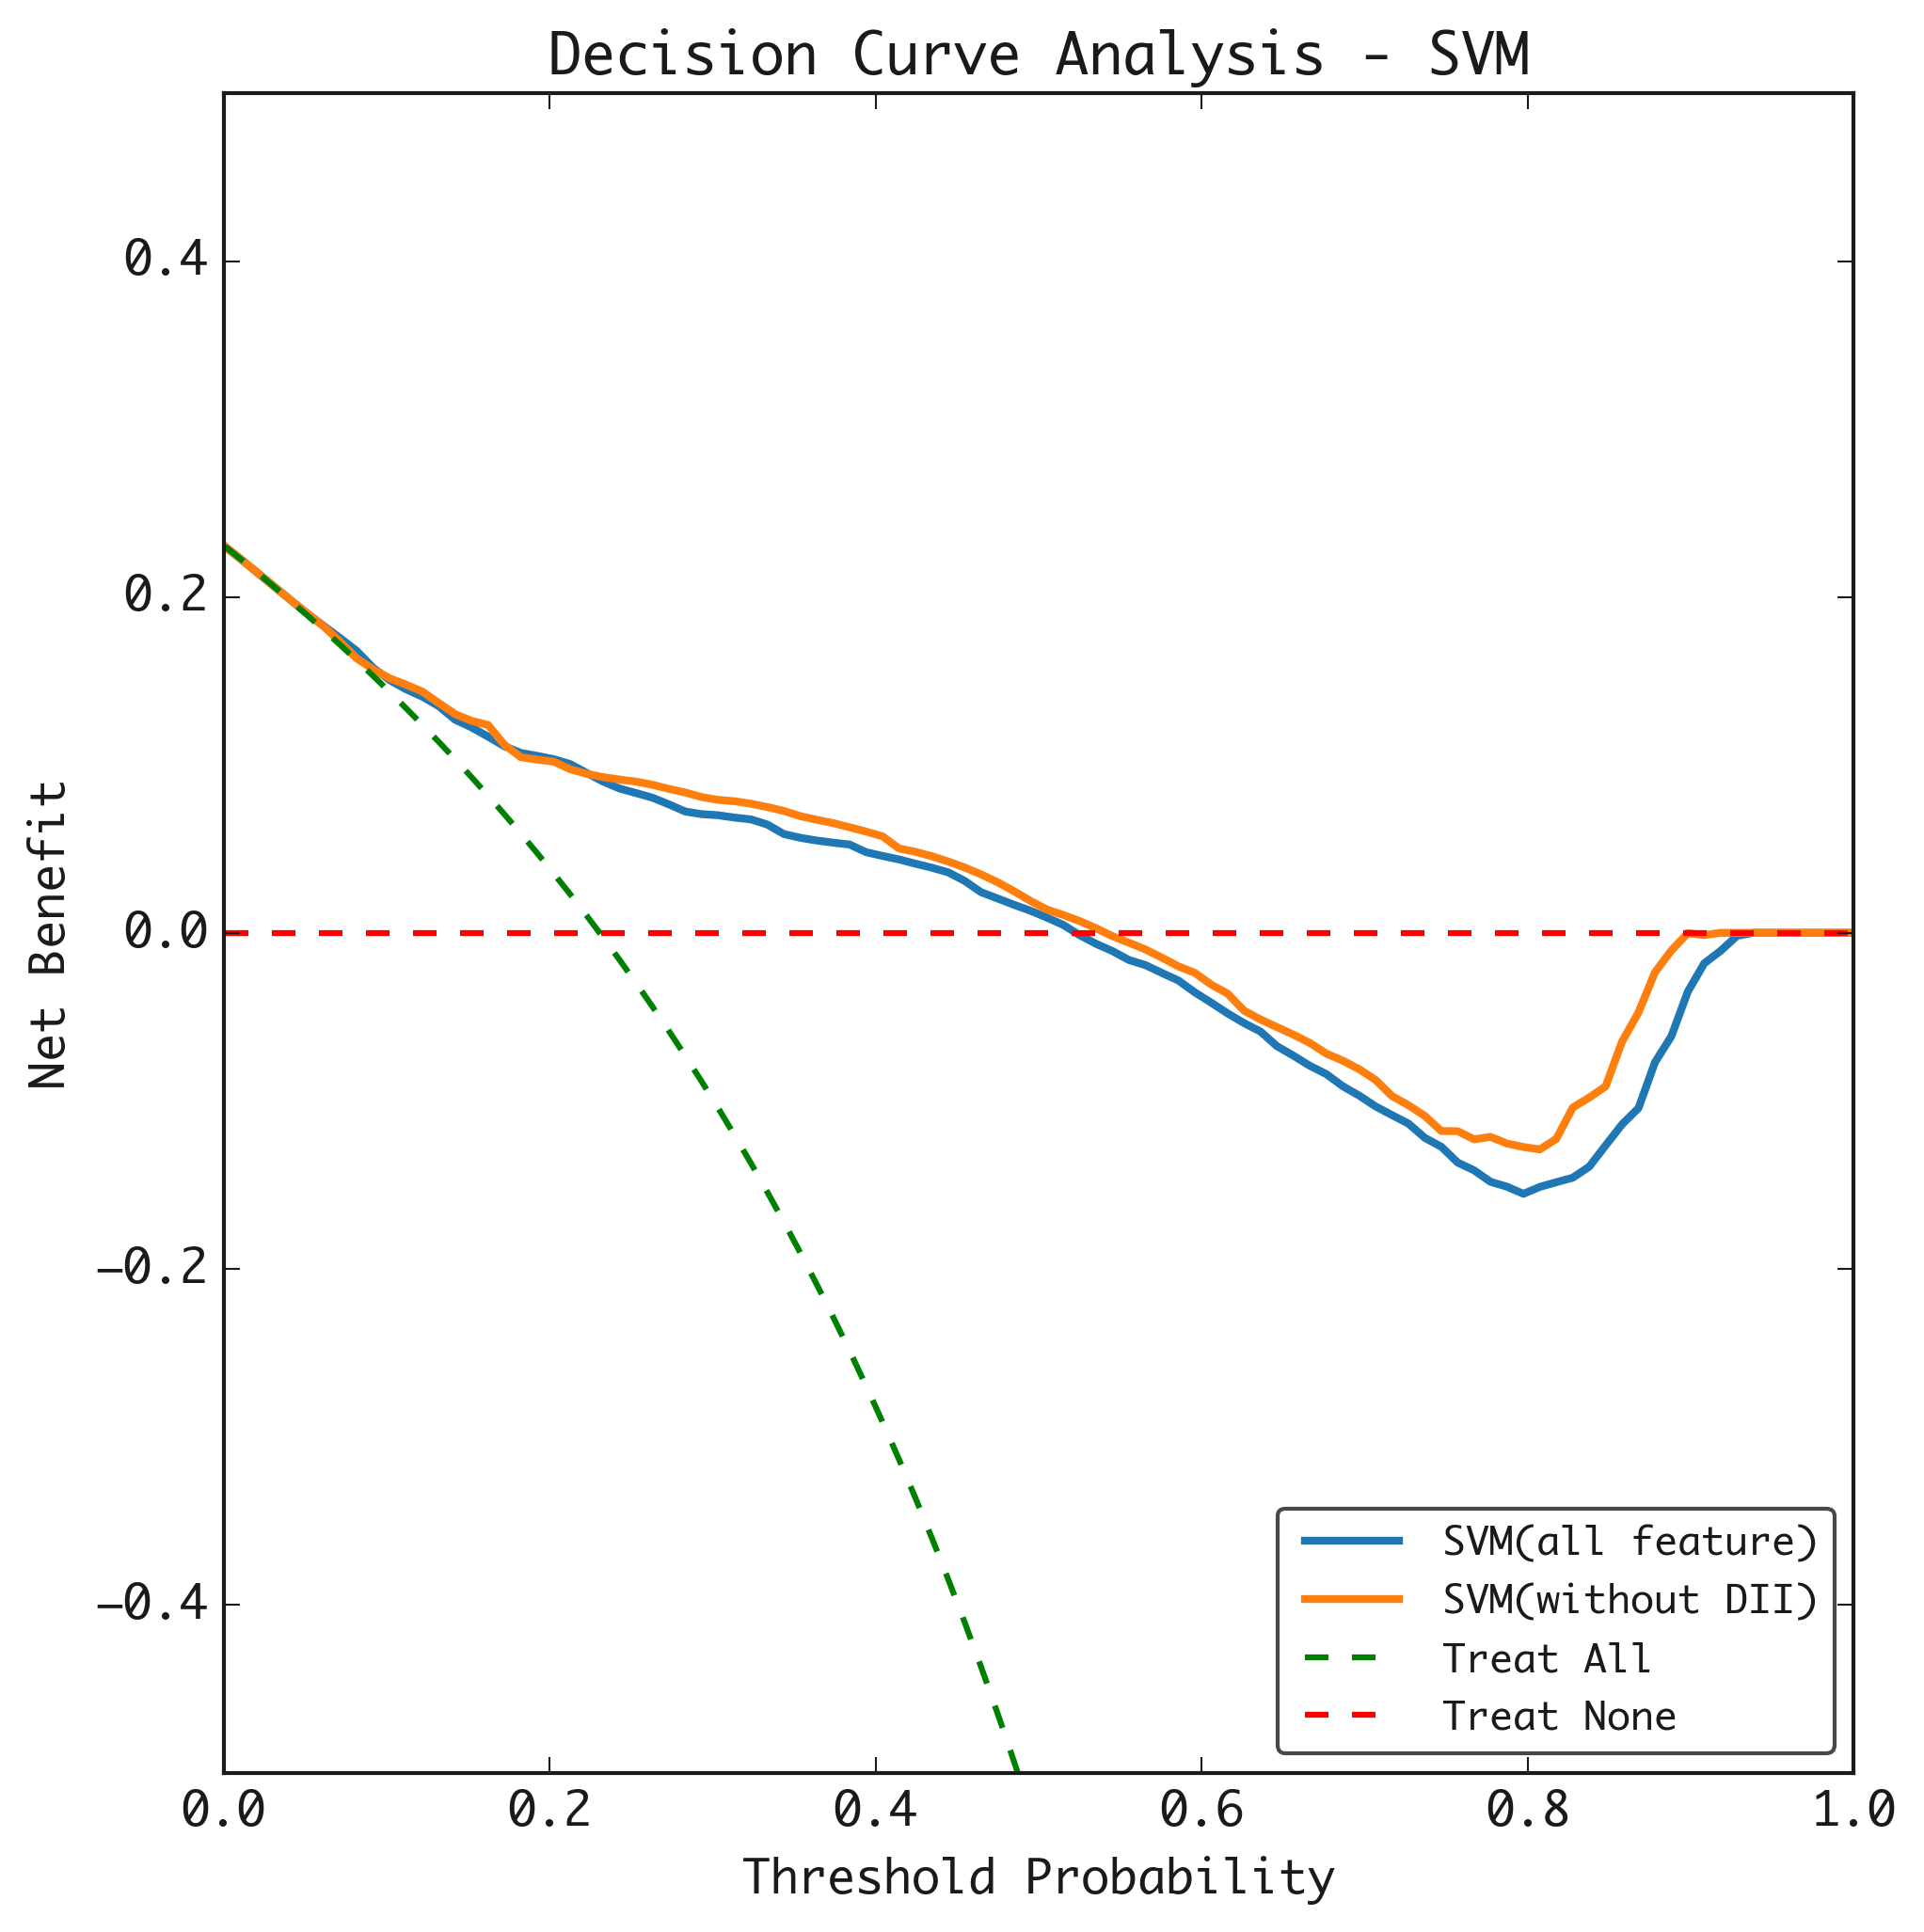 Decision Curve Analysis - SVM
Net Benefit
0.4
0.2
0.0
−0.2
−0.4
0.0 0.2 0.4 0.6 0.8 1.0
Threshold Probability
SVM(all feature)
SVM(without DII)
Treat All
Treat None